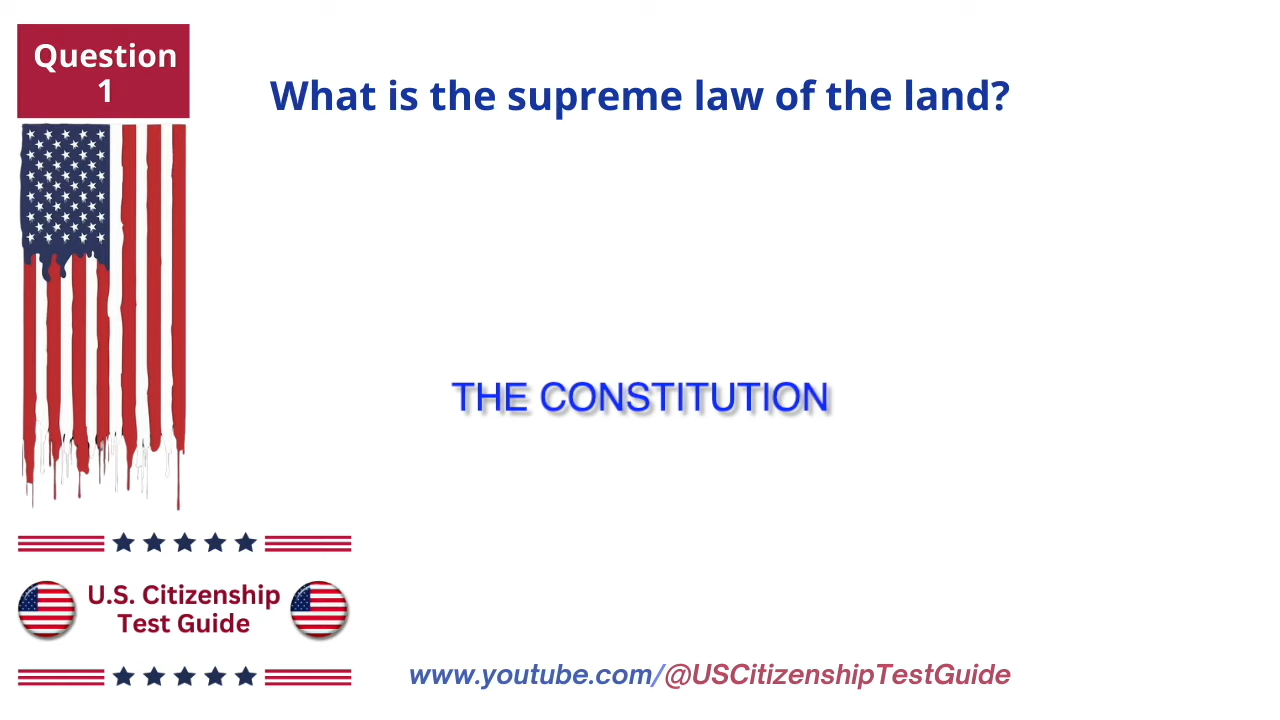 Question
1
What is the supreme law of the land?
THE CONSTITUTION
U.S. Citizenship
Test Guide
www.youtube.com/@USCitizenshipTestGuide